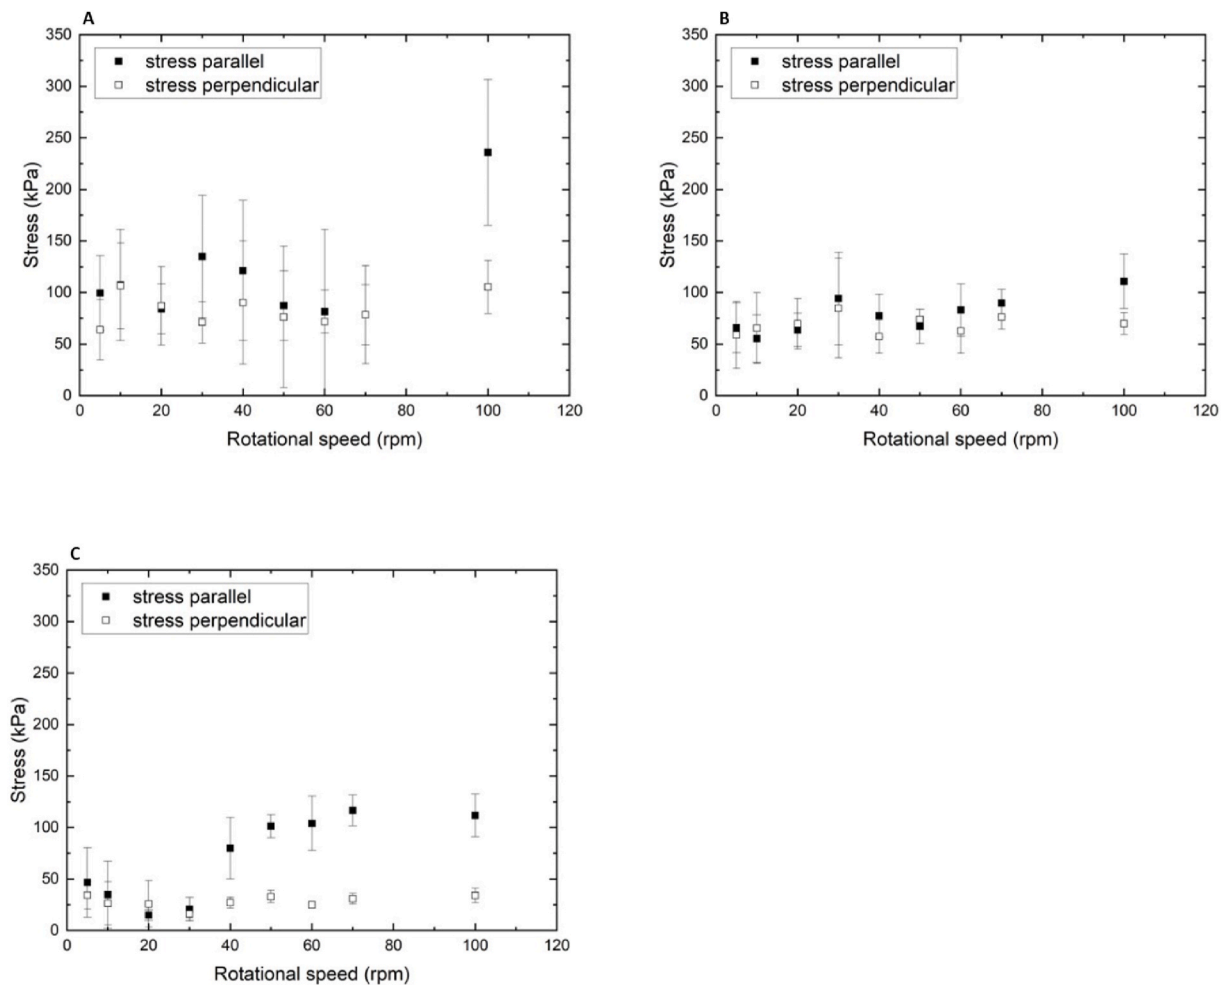 A
350
300
250
200
150
100
50
0
stress parallel
stress perpendicular
Stress (kPa)
0 20 40 60 80 100 120
Rotational speed (rpm)
B
350
300
250
200
150
100
50
0
stress parallel
stress perpendicular
Stress (kPa)
0 20 40 60 80 100 120
Rotational speed (rpm)
C
350
300
250
200
150
100
50
0
stress parallel
stress perpendicular
Stress (kPa)
0 20 40 60 80 100 120
Rotational speed (rpm)